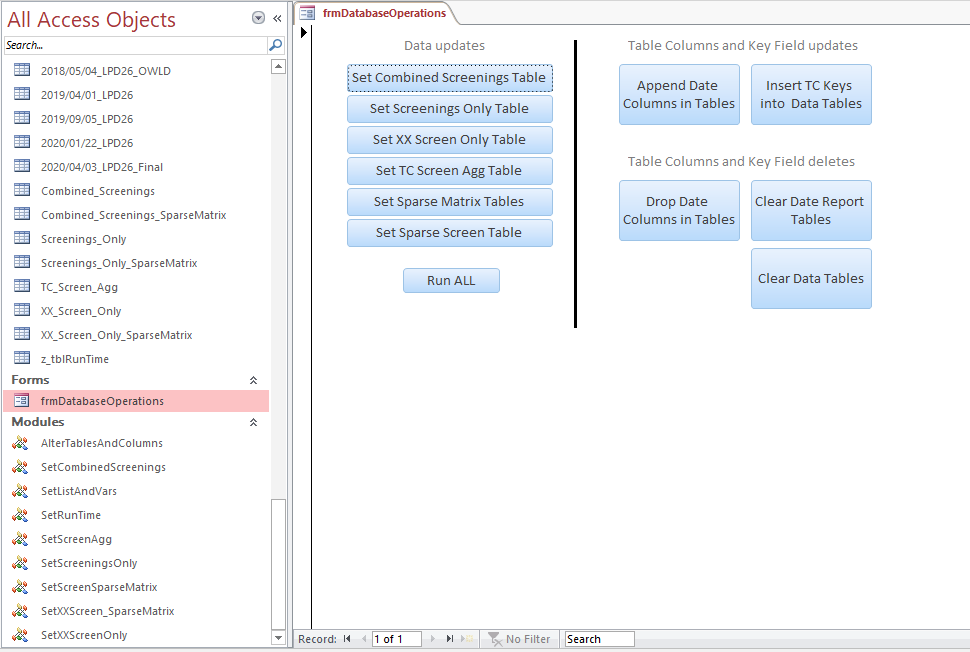 All Access Objects
Search...
2018/05/04_LPD26_OWLD
2019/04/01_LPD26
2019/09/05_LPD26
2020/01/22_LPD26
2020/04/03_LPD26_Final
Combined_Screenings
Combined_Screenings_SparseMatrix
Screenings_Only
Screenings_Only_SparseMatrix
TC_Screen_Agg
XX_Screen_Only
XX_Screen_Only_SparseMatrix
z_tblRunTime
Forms
frmDatabaseOperations
Modules
AlterTablesAndColumns
SetCombinedScreenings
SetListAndVars
SetRunTime
SetScreenAgg
SetScreeningsOnly
SetScreenSparseMatrix
SetXXScreen_SparseMatrix
SetXXScreenOnly
frmDatabaseOperations
Data updates
Set Combined Screenings Table
Set Screenings Only Table
Set XX Screen Only Table
Set TC Screen Agg Table
Set Sparse Matrix Tables
Set Sparse Screen Table
Run ALL
Table Columns and Key Field updates
Append Date
Columns in Tables
Insert TC Keys
into Data Tables
Table Columns and Key Field deletes
Drop Date
Columns in Tables
Clear Date Report
Tables
Clear Data Tables
Record: 1 of 1 No Filter Search